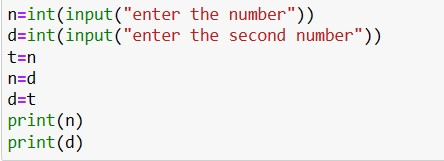 n=int(input("enter the number"))
d=int(input("enter the second number"))
t=n
n=d
d=t
print(n)
print(d)